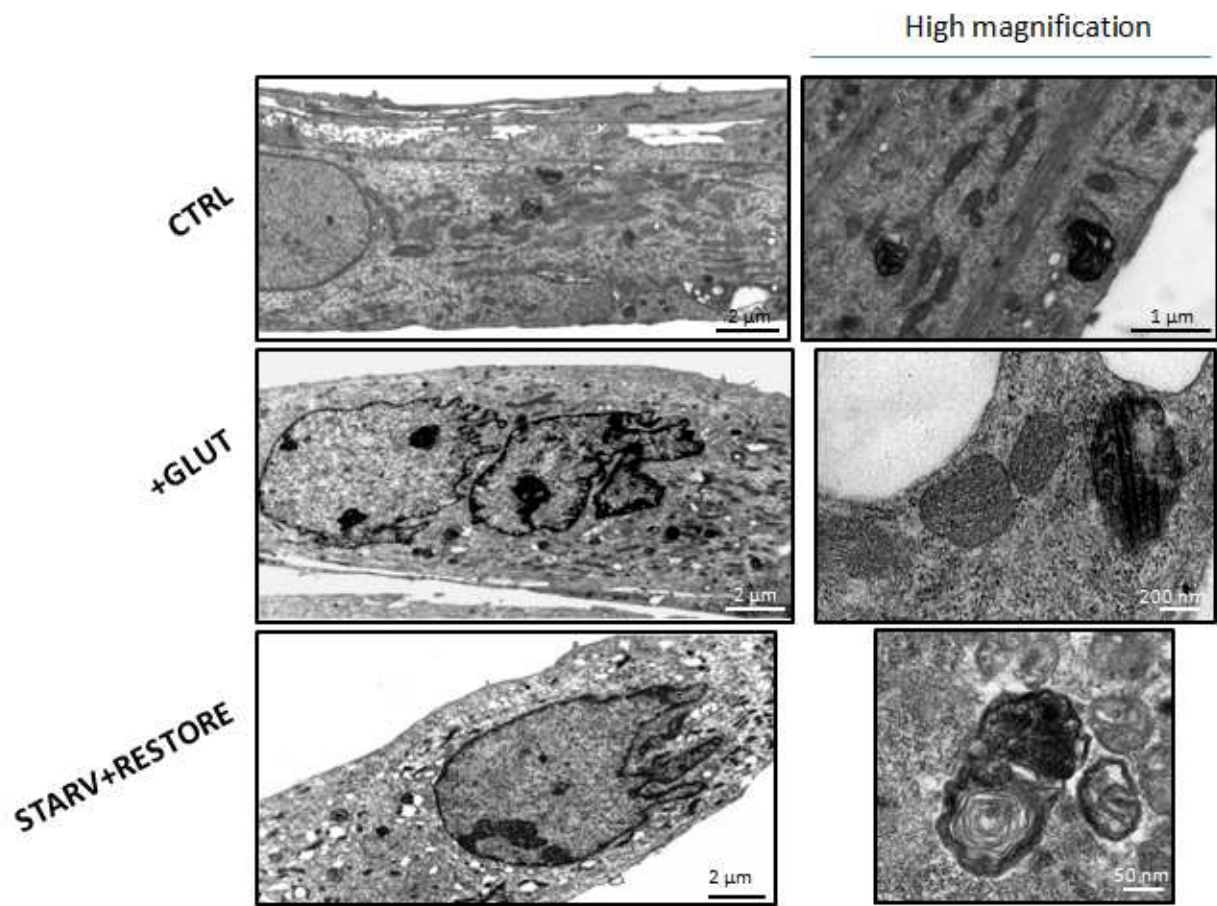 High magnification
CTRL
2 µm
1 µm
+GLUT
2 µm
200 nm
STARV+RESTORE
2 µm
50 nm